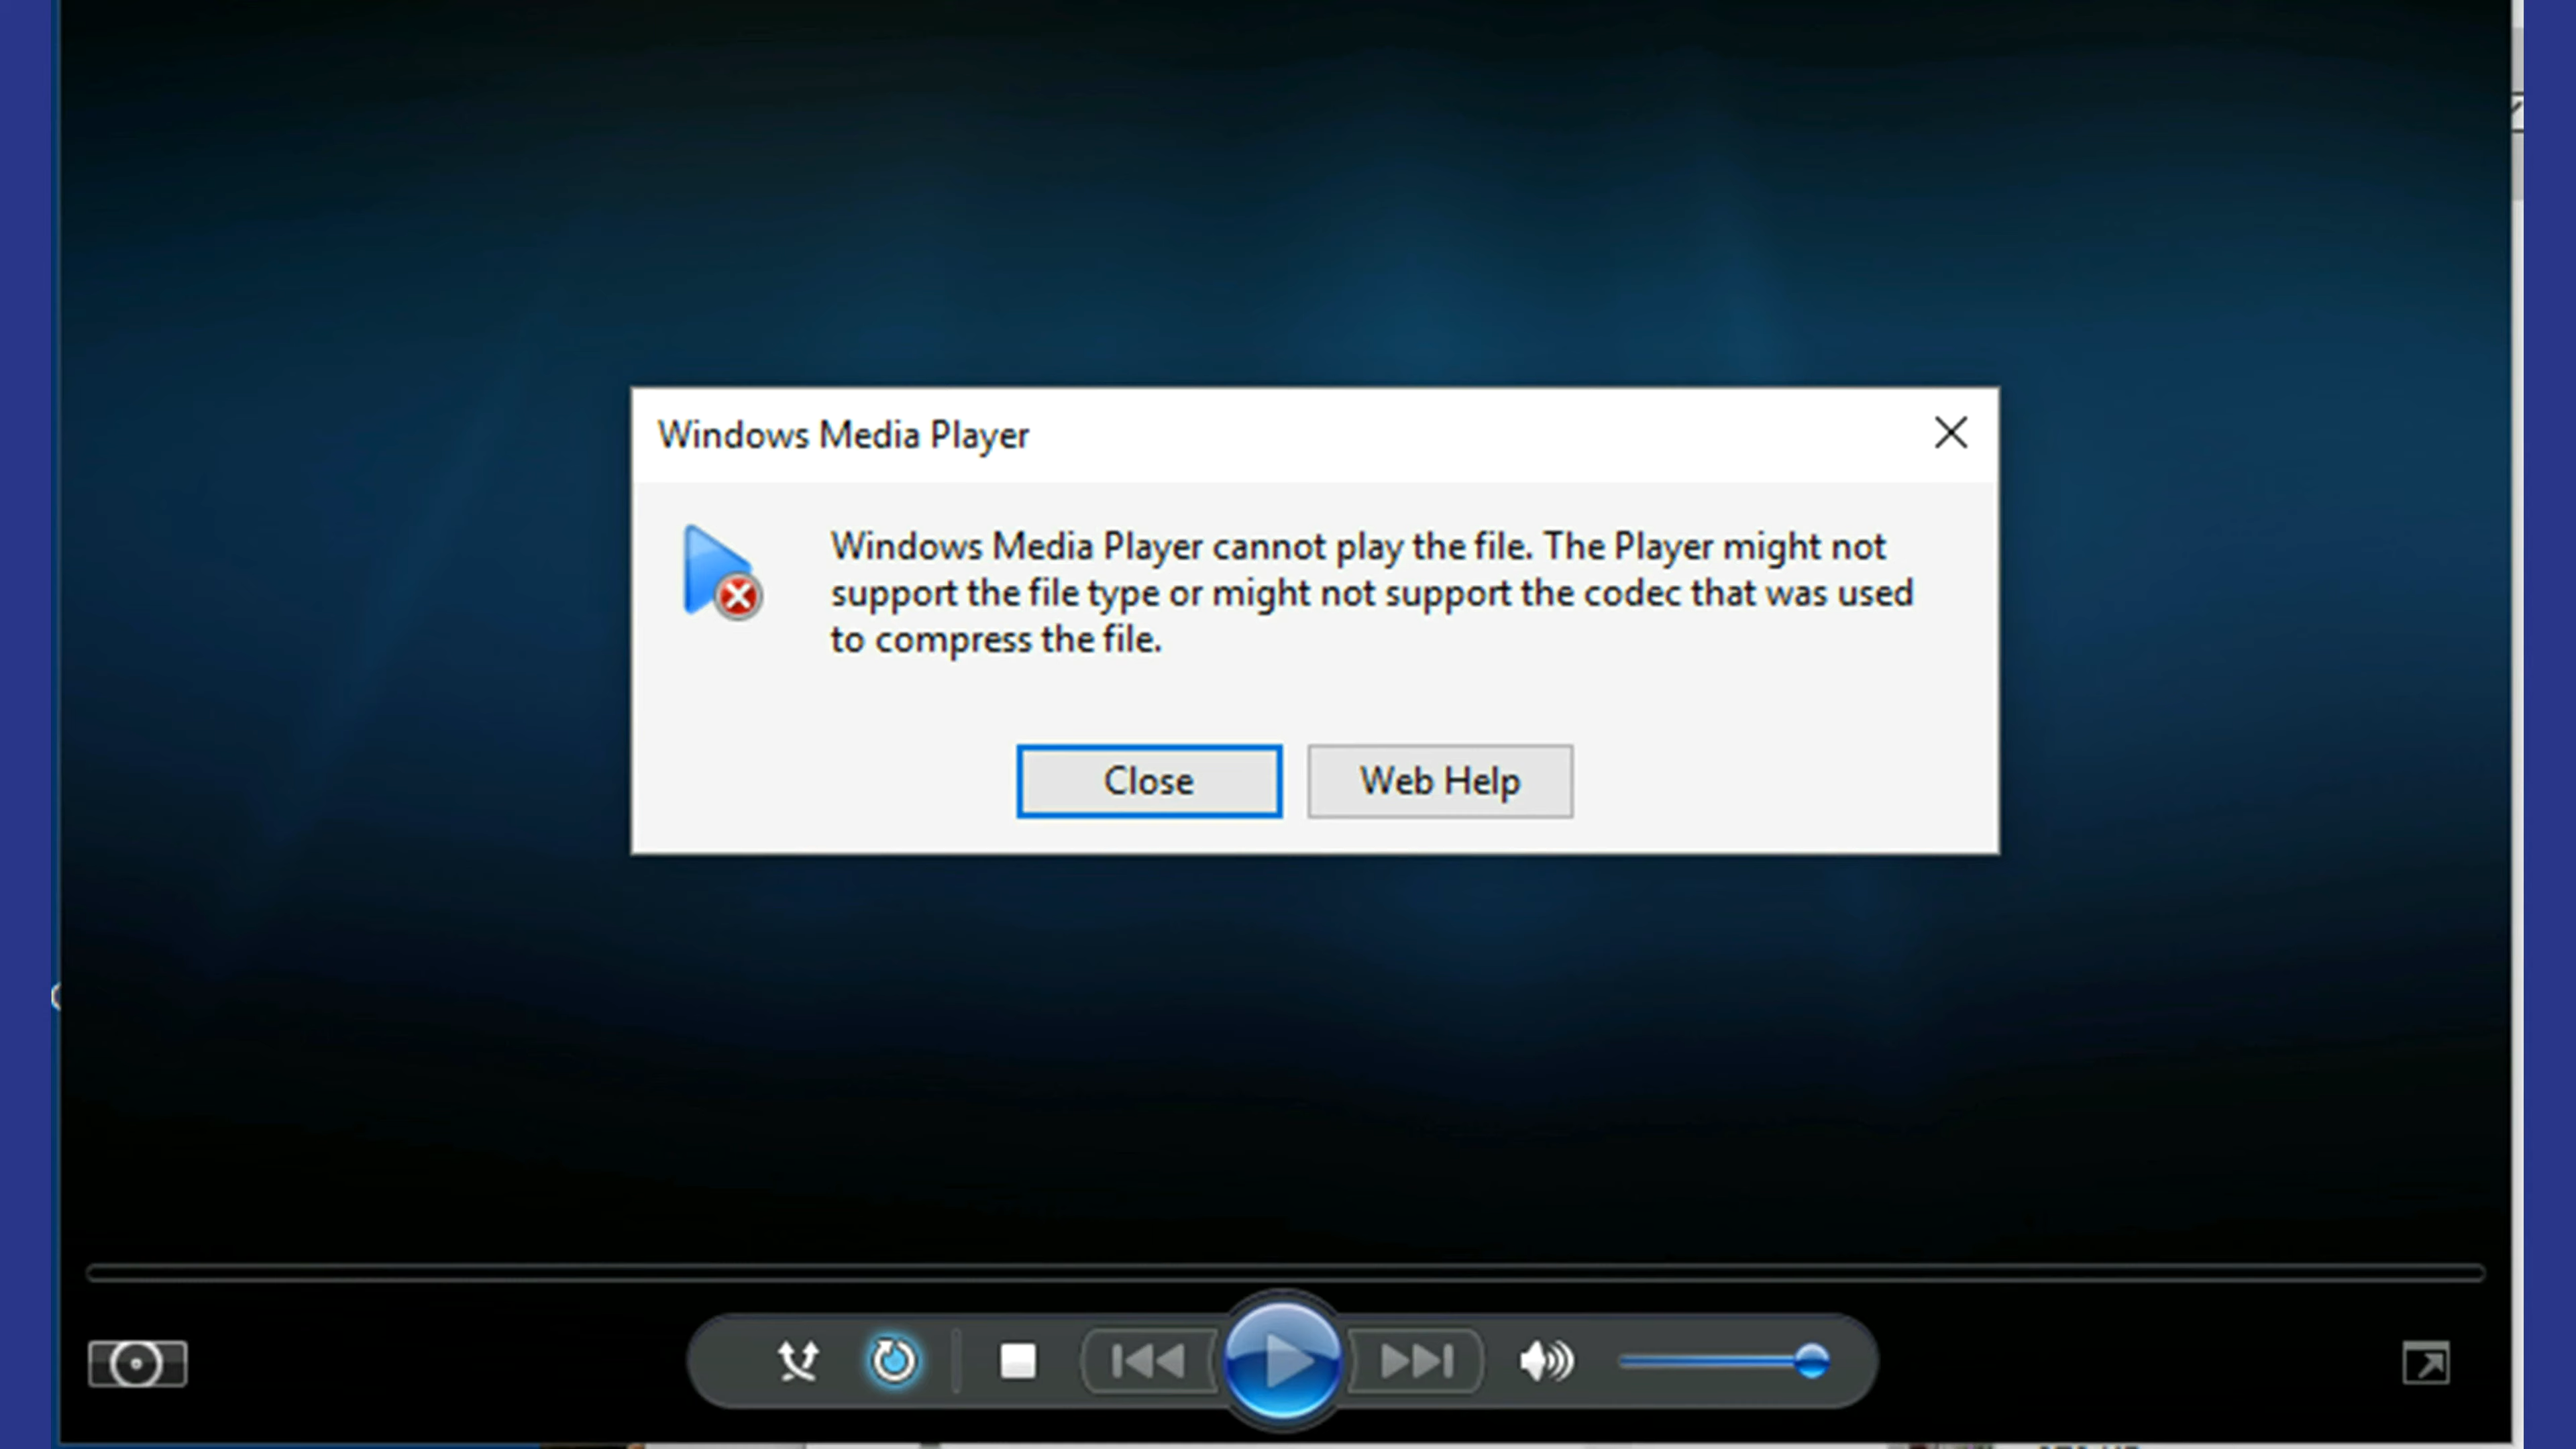 Windows Media Player
Windows Media Player cannot play the file. The Player might not
support the file type or might not support the codec that was used
to compress the file.
Close
Web Help